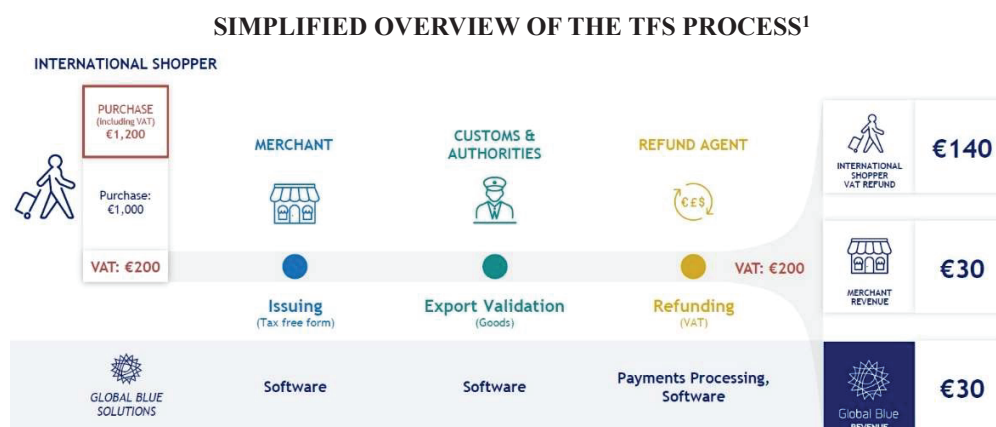 SIMPLIFIED OVERVIEW OF THE TFS PROCESS¹
INTERNATIONAL SHOPPER
PURCHASE
(including VAT)
€1,200
Purchase:
€1,000
VAT: €200
MERCHANT
Issuing
(Tax free form)
CUSTOMS &
AUTHORITIES
Export Validation
(Goods)
REFUND AGENT
€£$
Refunding
(VAT)
VAT: €200
INTERNATIONAL
SHOPPER
VAT REFUND
€140
MERCHANT
REVENUE
€30
GLOBAL BLUE
SOLUTIONS
Software
Software
Payments Processing,
Software
Global Blue
REVENUE
€30